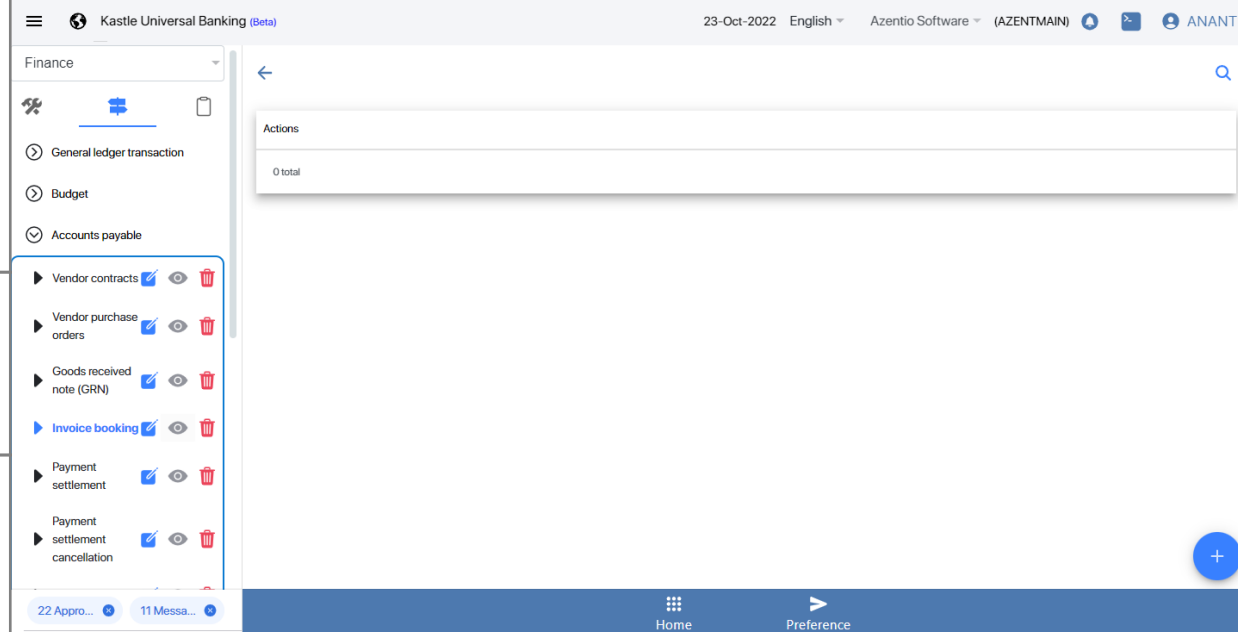 Kastle Universal Banking (Beta)
23-Oct-2022 English Azentio Software (AZENTMAIN) ANANT
Finance
General ledger transaction
Budget
Accounts payable
Vendor contracts
Vendor purchase
orders
Goods received
note (GRN)
Invoice booking
Payment
settlement
Payment
settlement
cancellation
22 Appro...
11 Messa...
Actions
0 total
Home
Preference